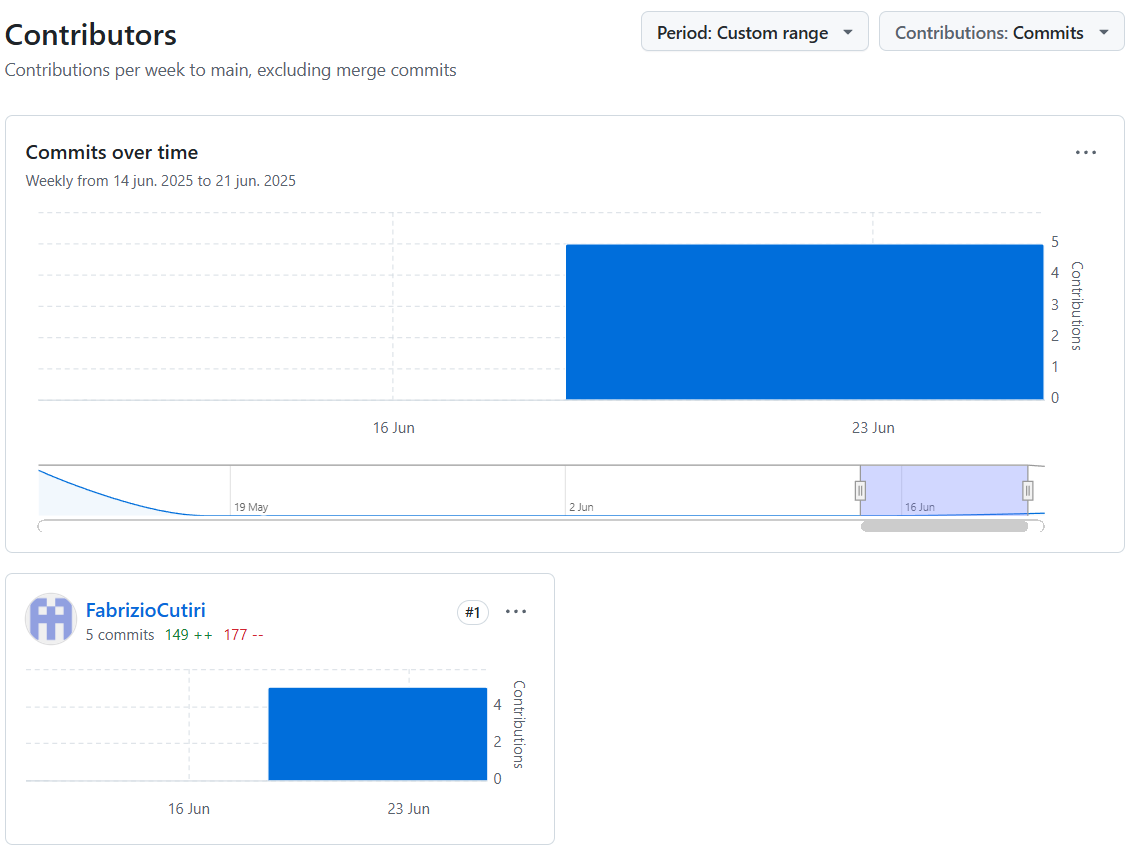 Contributors
Period: Custom range
Contributions: Commits
Contributions per week to main, excluding merge commits
Commits over time
Weekly from 14 jun. 2025 to 21 jun. 2025
5
4
3
2
1
0
Contributions
16 Jun
23 Jun
19 May
2 Jun
16 Jun
FabrizioCutiri
#1
5 commits 149 ++ 177 --
4
2
0
Contributions
16 Jun
23 Jun